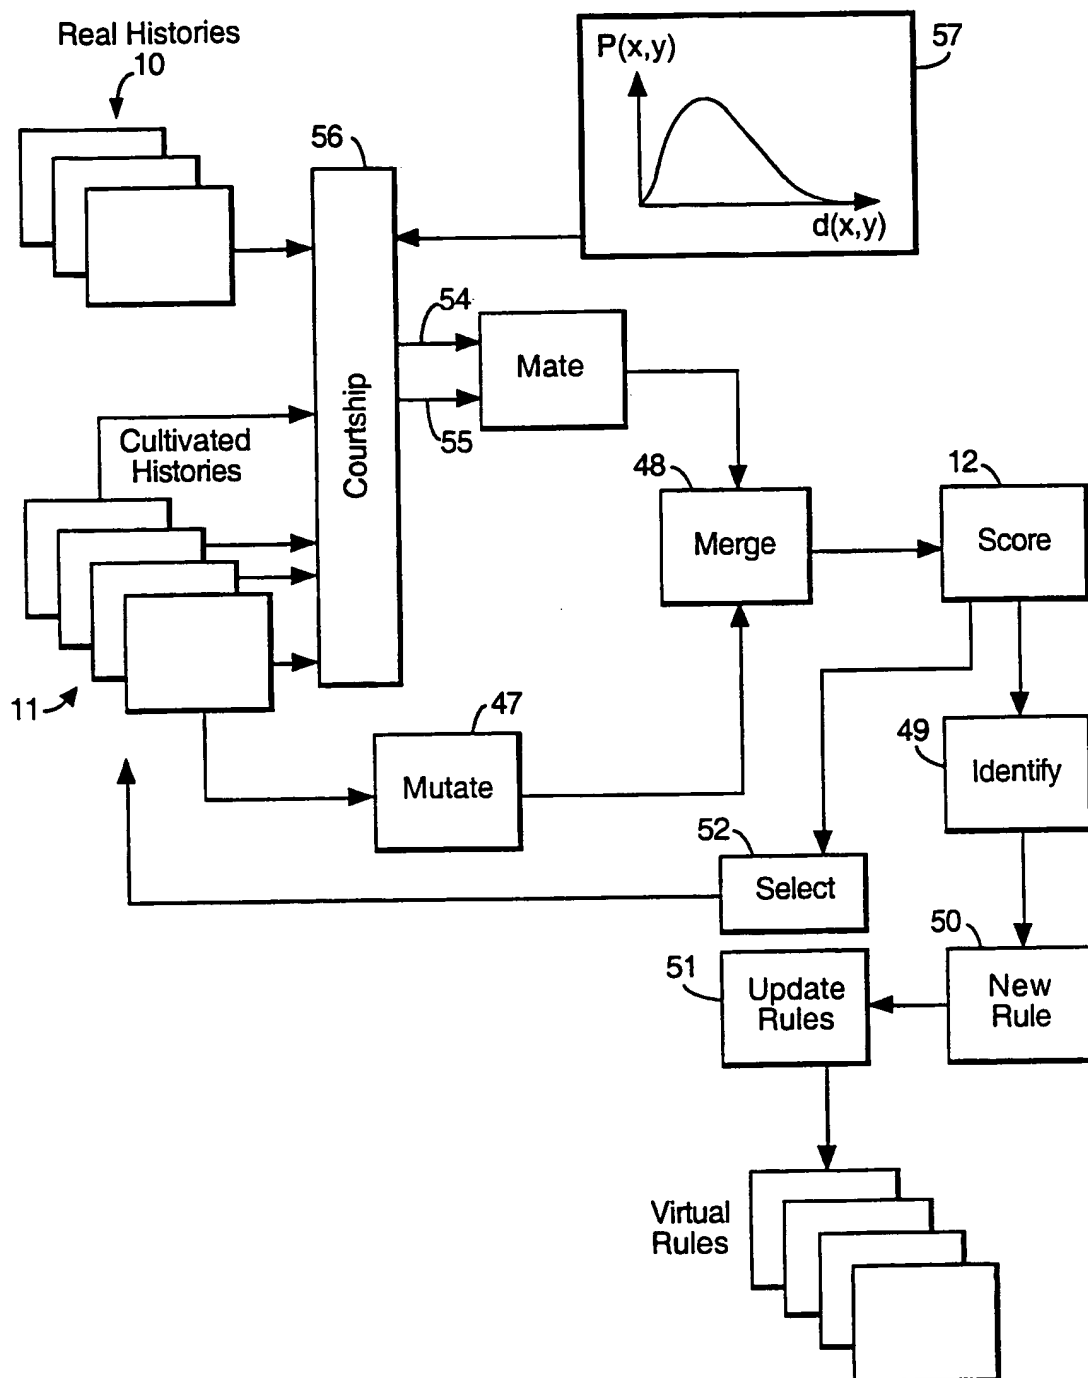 Real Histories
10
P(x,y)
57
d(x,y)
56
Courtship
54
55
Mate
Cultivated
Histories
11
48
Merge
12
Score
47
Mutate
49
Identify
52
Select
50
New
Rule
51
Update
Rules
Virtual
Rules